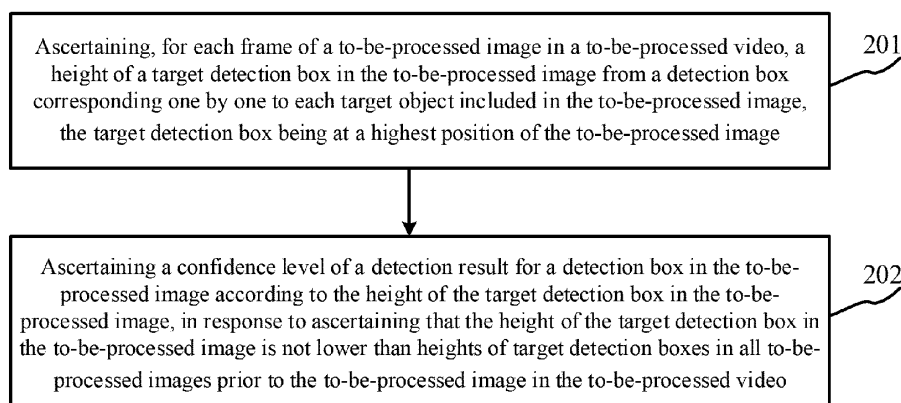 Ascertaining, for each frame of a to-be-processed image in a to-be-processed video, a
height of a target detection box in the to-be-processed image from a detection box
corresponding one by one to each target object included in the to-be-processed image,
the target detection box being at a highest position of the to-be-processed image
201
Ascertaining a confidence level of a detection result for a detection box in the to-be-
processed image according to the height of the target detection box in the to-be-
processed image, in response to ascertaining that the height of the target detection box in
the to-be-processed image is not lower than heights of target detection boxes in all to-be-
processed images prior to the to-be-processed image in the to-be-processed video
202